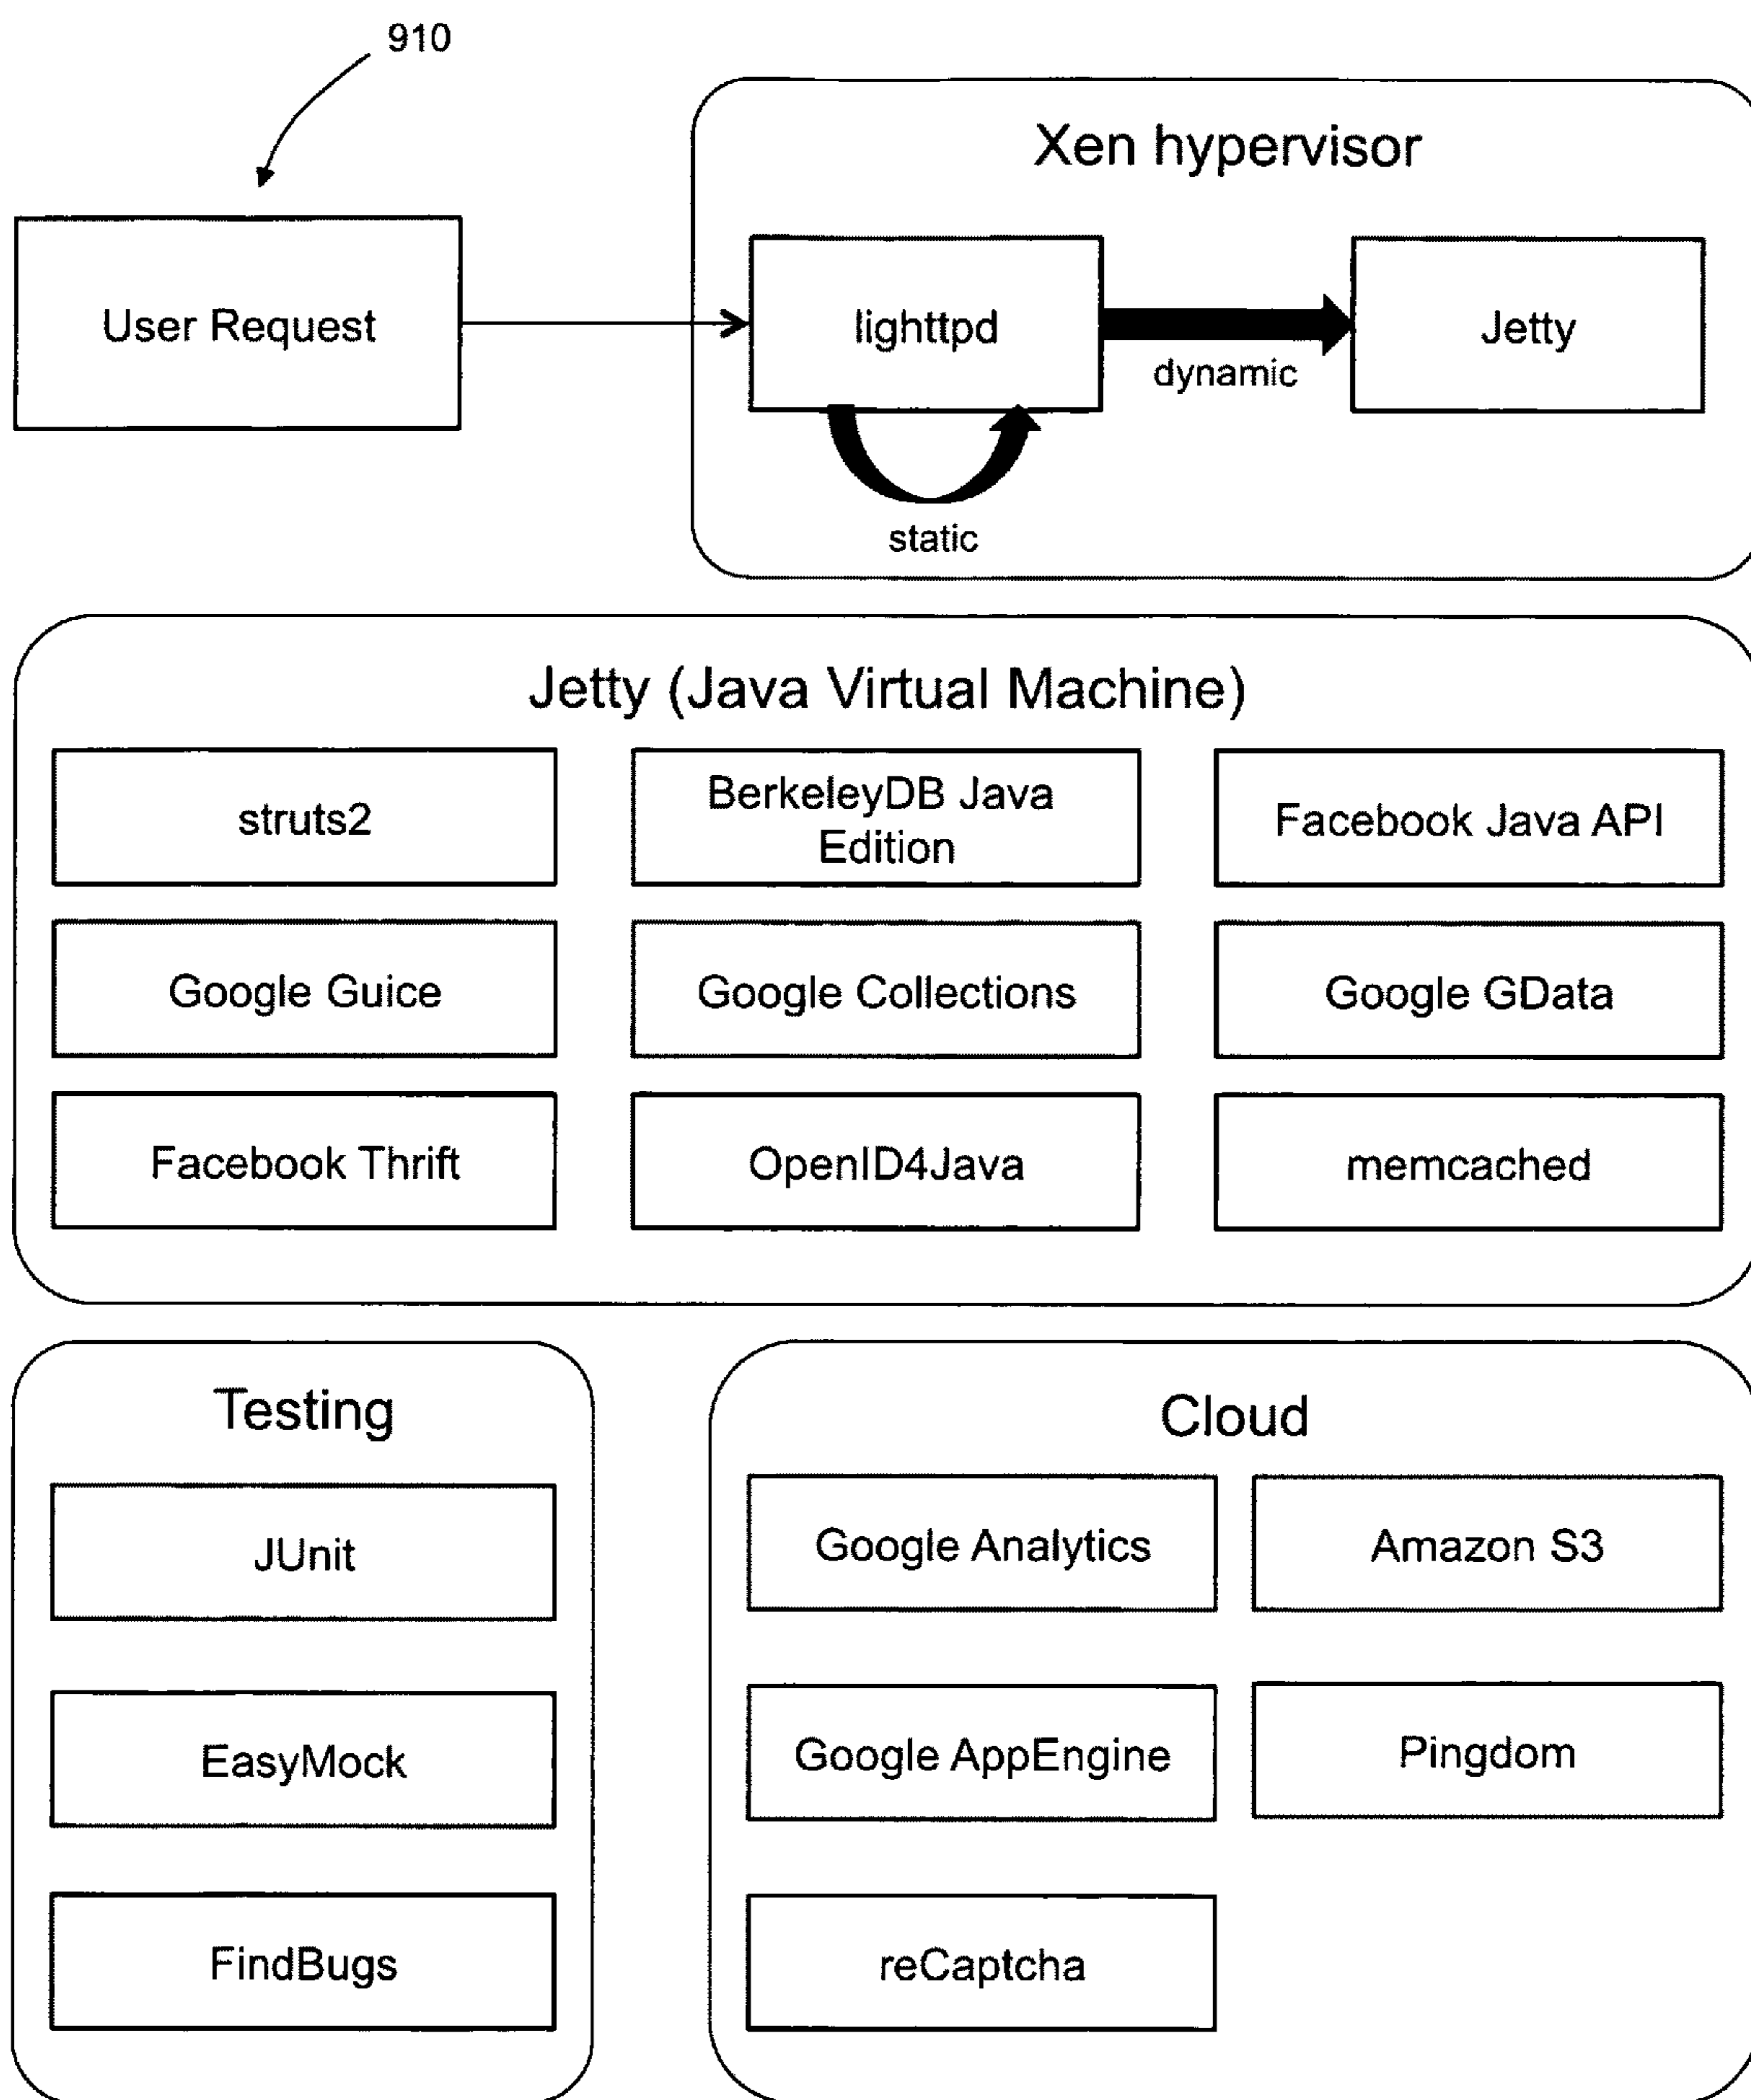 910
Xen hypervisor
User Request
lighttpd
Jetty
dynamic
static
Jetty (Java Virtual Machine)
struts2
BerkeleyDB Java
Edition
Facebook Java API
Google Guice
Google Collections
Google GData
Facebook Thrift
OpenID4Java
memcached
Testing
JUnit
EasyMock
FindBugs
Cloud
Google Analytics
Amazon S3
Google AppEngine
Pingdom
reCaptcha